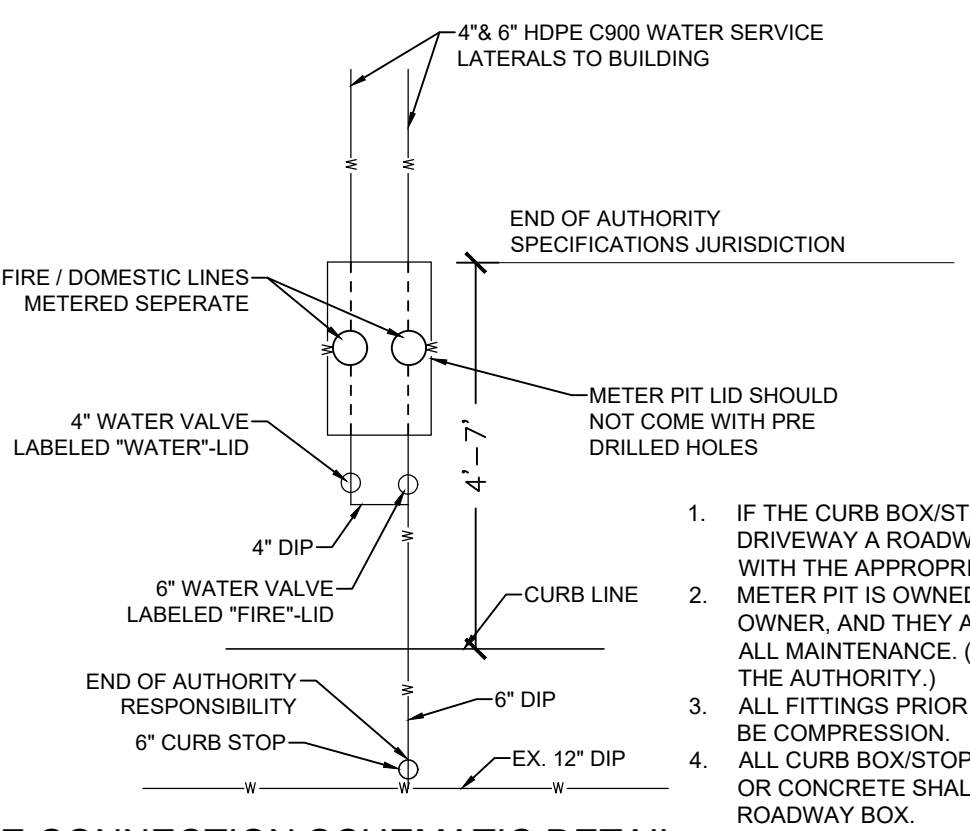 4"& 6" HDPE C900 WATER SERVICE
LATERALS TO BUILDING
W
W
END OF AUTHORITY
SPECIFICATIONS JURISDICTION
FIRE / DOMESTIC LINES
METERED SEPERATE
W
W
METER PIT LID SHOULD
NOT COME WITH PRE
DRILLED HOLES
4" WATER VALVE
LABELED "WATER"-LID
4'-7'
4" DIP
W
6" WATER VALVE
LABELED "FIRE"-LID
CURB LINE
END OF AUTHORITY
RESPONSIBILITY
W
6" DIP
6" CURB STOP
EX. 12" DIP
W
W
W
1. IF THE CURB BOX/ST
DRIVEWAY A ROADW
WITH THE APPROPRI
2. METER PIT IS OWNED
OWNER, AND THEY A
ALL MAINTENANCE. (
THE AUTHORITY.)
3. ALL FITTINGS PRIOR
BE COMPRESSION.
4. ALL CURB BOX/STOP
OR CONCRETE SHAL
ROADWAY BOX.
CONNECTION SCHEMATIC DETAIL